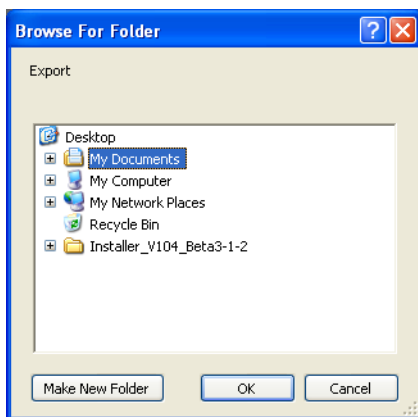 Browse For Folder
Export
Desktop
My Documents
My Computer
My Network Places
Recycle Bin
Installer_V104_Beta3-1-2
Make New Folder
OK
Cancel